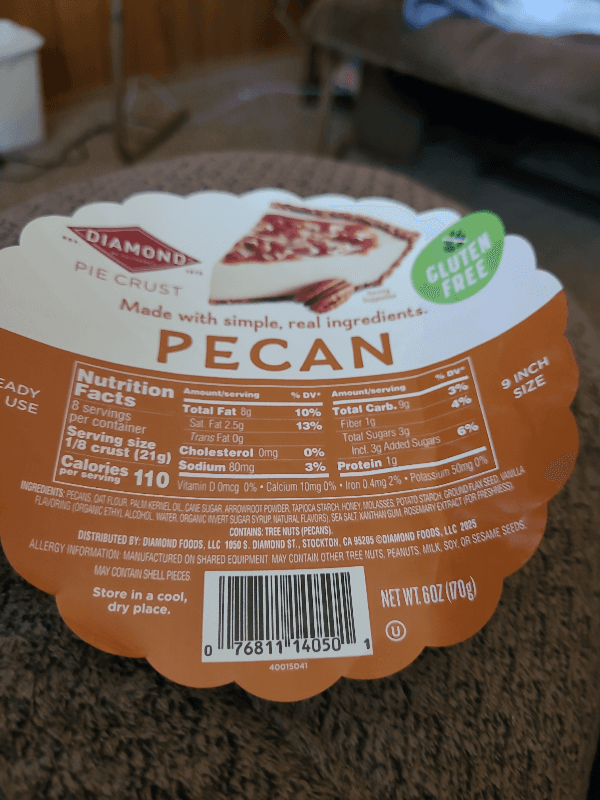 DIAMOND
PIE CRUST
GLUTEN
FREE
Made with simple, real ingredients.
PECAN
EADY
USE
9 INCH
SIZE
Nutrition
Facts
8 servings
per container
Serving size
1/8 crust (21g)
Calories 110
per serving
Amount/serving % DV*
Total Fat 8g 10%
Sat. Fat 2.5g 13%
Trans Fat 0g
Cholesterol 0mg 0%
Sodium 80mg 3%
Amount/serving % DV*
Total Carb. 9g 3%
Fiber 1g 4%
Total Sugars 3g
Incl. 3g Added Sugars 6%
Protein 1g
Vitamin D 0mcg 0% • Calcium 10mg 0% • Iron 0.4mg 2% • Potassium 50mg 0%
INGREDIENTS: PECANS, OAT FLOUR, PALM KERNEL OIL, CANE SUGAR, ARROWROOT POWDER, TAPIOCA STARCH, HONEY, MOLASSES, POTATO STARCH, GROUND FLAX SEED, VANILLA
FLAVORING (ORGANIC ETHYL ALCOHOL, WATER, ORGANIC INVERT SUGAR SYRUP, NATURAL FLAVORS), SEA SALT, XANTHAN GUM, ROSEMARY EXTRACT (FOR FRESHNESS).
CONTAINS: TREE NUTS (PECANS).
DISTRIBUTED BY: DIAMOND FOODS, LLC 1050 S. DIAMOND ST., STOCKTON, CA 95205 ©DIAMOND FOODS, LLC 2025
ALLERGY INFORMATION: MANUFACTURED ON SHARED EQUIPMENT. MAY CONTAIN OTHER TREE NUTS, PEANUTS, MILK, SOY, OR SESAME SEEDS.
MAY CONTAIN SHELL PIECES.
Store in a cool,
dry place.
NET WT. 6OZ (170g)
U
0 76811 14050 1
40015041